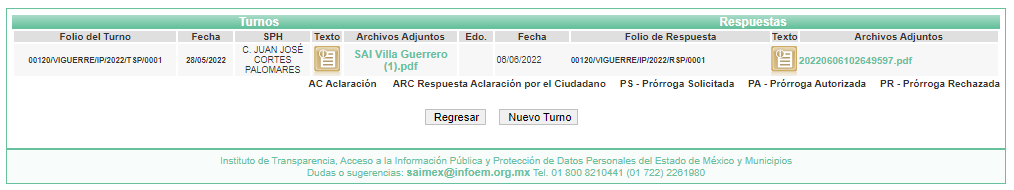 Turnos Respuestas
Folio del Turno Fecha SPH Texto Archivos Adjuntos Edo. Fecha Folio de Respuesta Texto Archivos Adjuntos
00120/VIGUERRE/IP/2022/TSP/0001 28/05/2022 C. JUAN JOSÉ CORTES PALOMARES SAI Villa Guerrero (1).pdf 06/06/2022 00120/VIGUERRE/IP/2022/RSP/0001 20220606102649597.pdf
AC Aclaración ARC Respuesta Aclaración por el Ciudadano PS - Prórroga Solicitada PA - Prórroga Autorizada PR - Prorroga Rechazada
Regresar Nuevo Turno
Instituto de Transparencia, Acceso a la Información Pública y Protección de Datos Personales del Estado de México y Municipios
Dudas o sugerencias: saimex@infoem.org.mx Tel. 01 800 8210441 (01 722) 2261980